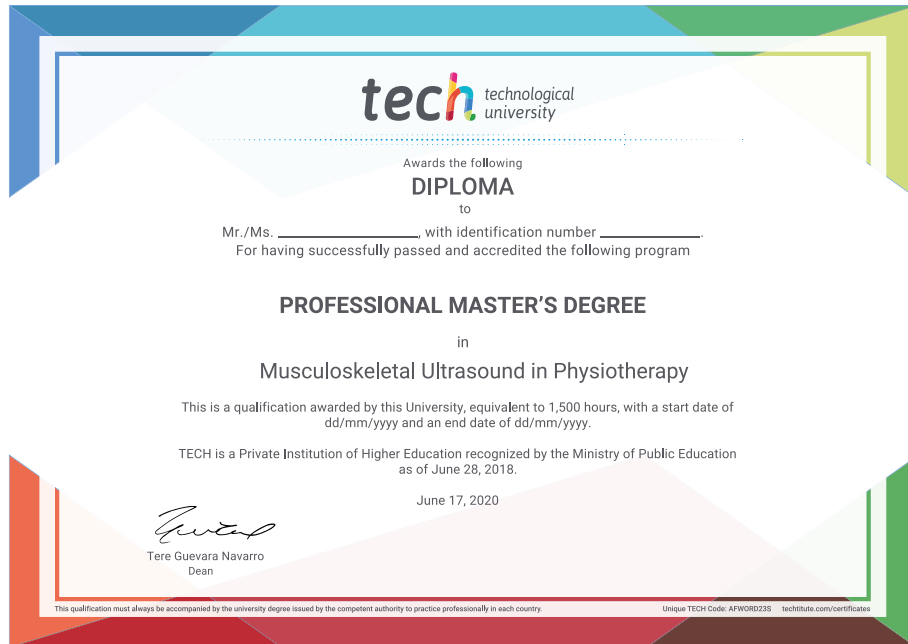 tech technological
university
Awards the following
DIPLOMA
to
Mr./Ms. ____________________, with identification number ______________.
For having successfully passed and accredited the following program
PROFESSIONAL MASTER'S DEGREE
in
Musculoskeletal Ultrasound in Physiotherapy
This is a qualification awarded by this University, equivalent to 1,500 hours, with a start date of
dd/mm/yyyy and an end date of dd/mm/yyyy.
TECH is a Private Institution of Higher Education recognized by the Ministry of Public Education
as of June 28, 2018.
June 17, 2020
Tere Guevara Navarro
Dean
This qualification must always be accompanied by the university degree issued by the competent authority to practice professionally in each country.
Unique TECH Code: AFWORD23S techtitute.com/certificates